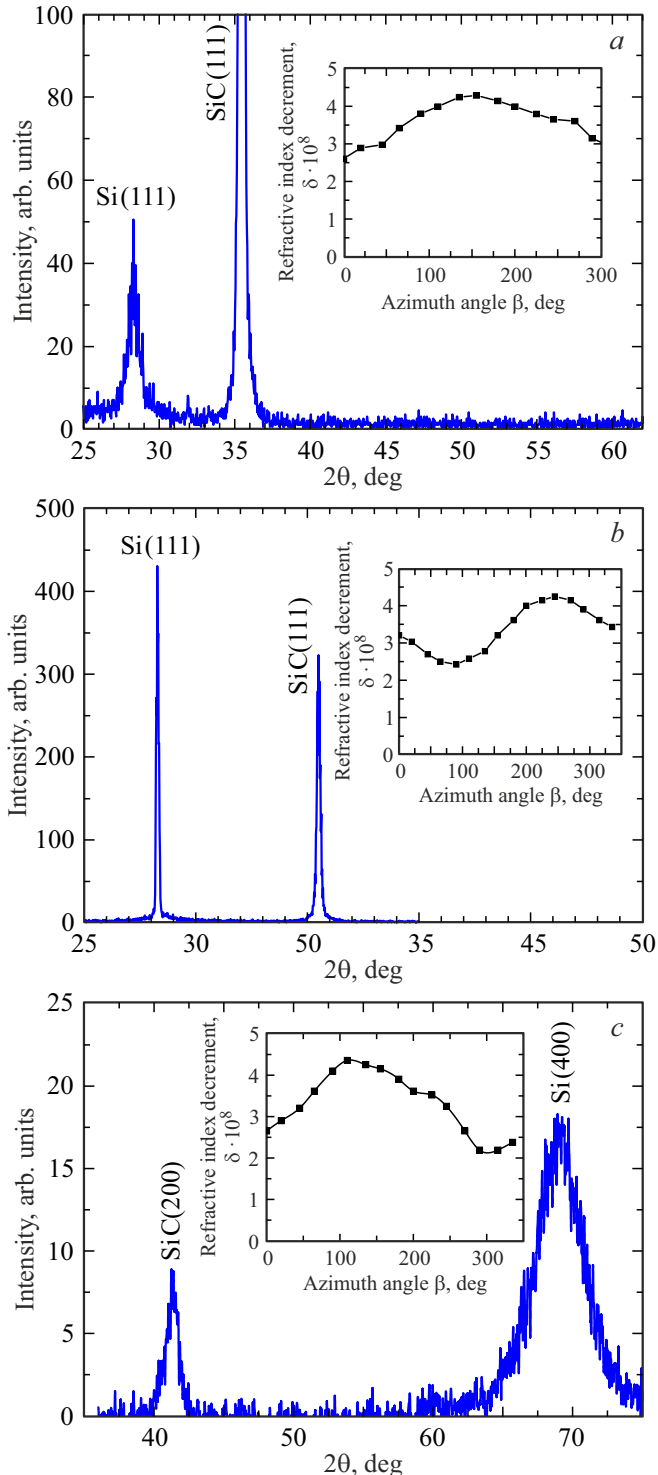 a
Intensity, arb. units
100
80
60
40
20
0
Si(111)
SiC(111)
Refractive index decrement,
δ·10⁸
5
4
3
2
1
0
0 100 200 300
Azimuth angle β, deg
25 30 35 40 45 50 55 60
2θ, deg
b
Intensity, arb. units
500
400
300
200
100
0
Si(111)
SiC(111)
Refractive index decrement,
δ·10⁸
5
4
3
2
1
0
0 100 200 300
Azimuth angle β, deg
25 30 50 35 45 50
2θ, deg
c
Intensity, arb. units
25
20
15
10
5
0
SiC(200)
Si(400)
Refractive index decrement,
δ·10⁸
5
4
3
2
1
0
0 100 200 300
Azimuth angle β, deg
40 50 60 70
2θ, deg